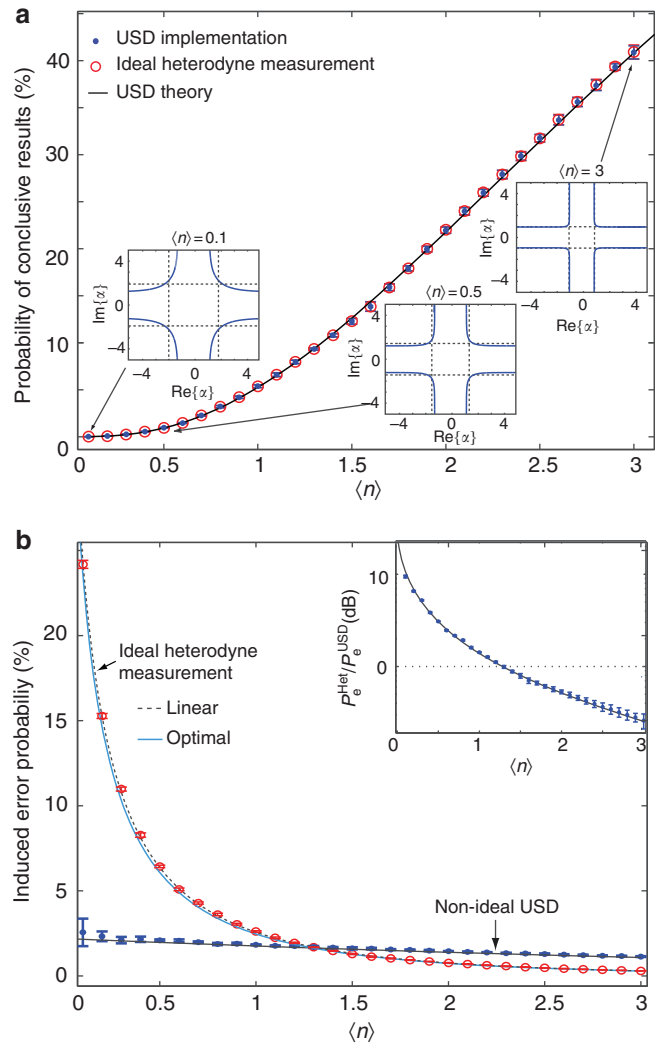 a
USD implementation
Ideal heterodyne measurement
USD theory
Probability of conclusive results (%)
40
30
20
10
0
0
0.5
1.0
1.5
2
2.5
3
⟨n⟩
⟨n⟩ = 0.1
4
0
−4
−4
0
4
Im{α}
Re{α}
⟨n⟩ = 0.5
4
0
−4
−4
0
4
Im{α}
Re{α}
⟨n⟩ = 3
4
0
−4
−4
0
4
Im{α}
Re{α}
b
Induced error probabiliy (%)
20
15
10
5
0
0
0.5
1
1.5
2
2.5
3
⟨n⟩
Ideal heterodyne
measurement
Linear
Optimal
Non-ideal USD
P_e^Het/P_e^USD (dB)
10
0
0
1
2
3
⟨n⟩